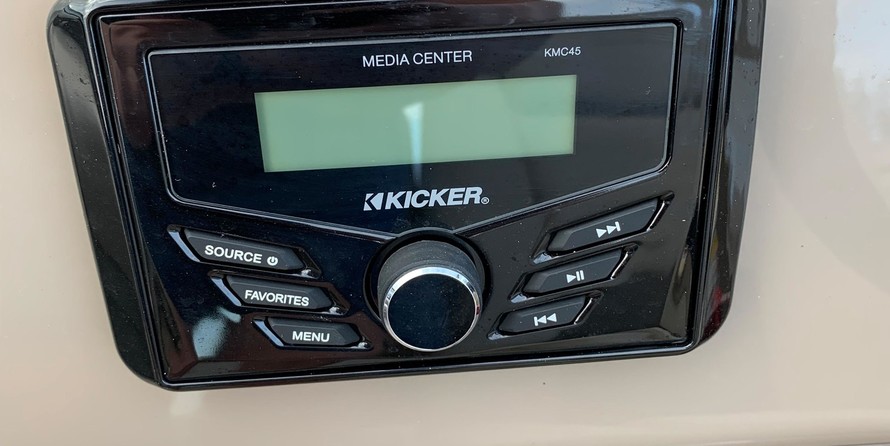 MEDIA CENTER
KMC45
KICKER®
SOURCE
FAVORITES
MENU